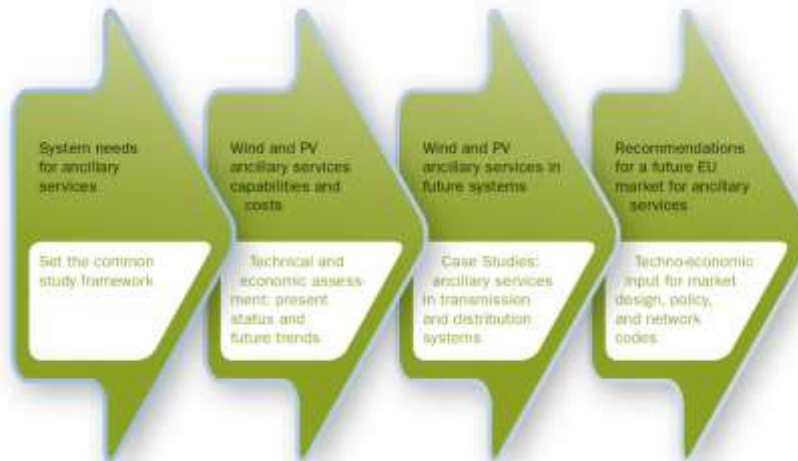 System needs
for ancillary
services
Set the common
study framework
Wind and PV
ancillary services
capabilities and
costs
Technical and
economic assess-
ment: present
status and
future trends
Wind and PV
ancillary services in
future systems
Case Studies:
ancillary services
in transmission
and distribution
systems
Recommendations
for a future EU
market for ancillary
services
Techno-economic
input for market
design, policy,
and network
codes